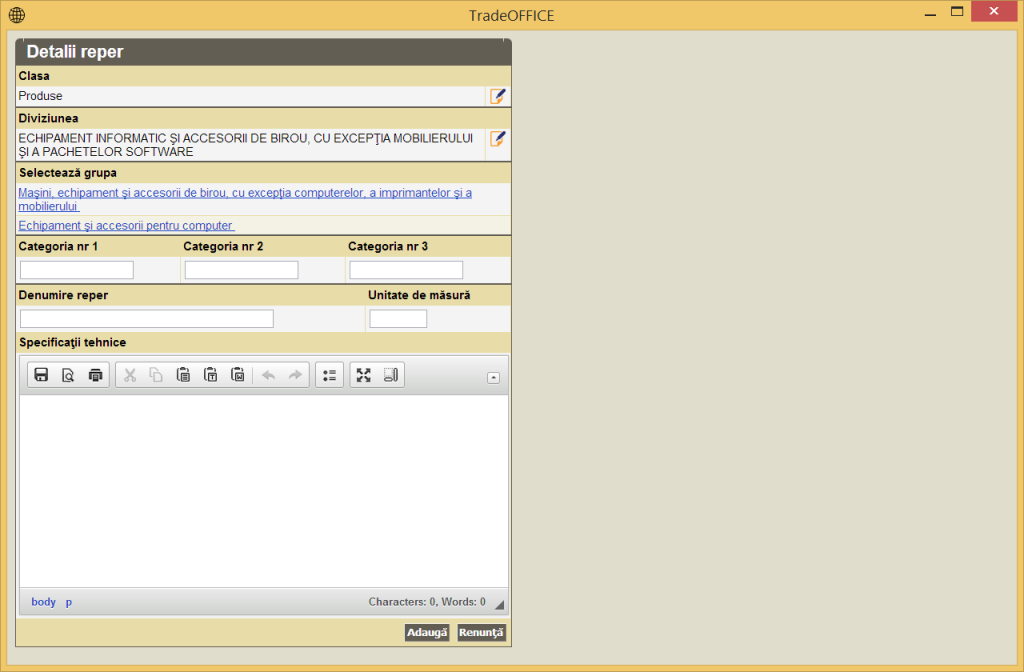 TradeOFFICE
Detalii reper
Clasa
Produse
Diviziunea
ECHIPAMENT INFORMATIC ŞI ACCESORII DE BIROU, CU EXCEPŢIA MOBILIERULUI
ŞI A PACHETELOR SOFTWARE
Selectează grupa
Maşini, echipament şi accesorii de birou, cu excepţia computerelor, a imprimantelor şi a
mobilierului
Echipament şi accesorii pentru computer
Categoria nr 1 Categoria nr 2 Categoria nr 3
Denumire reper Unitate de măsură
Specificaţii tehnice
body p Characters: 0, Words: 0
Adaugă Renunţă